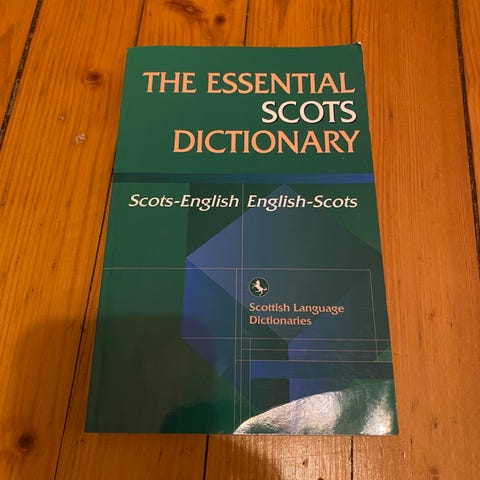 THE ESSENTIAL
SCOTS
DICTIONARY
Scots-English English-Scots
Scottish Language
Dictionaries